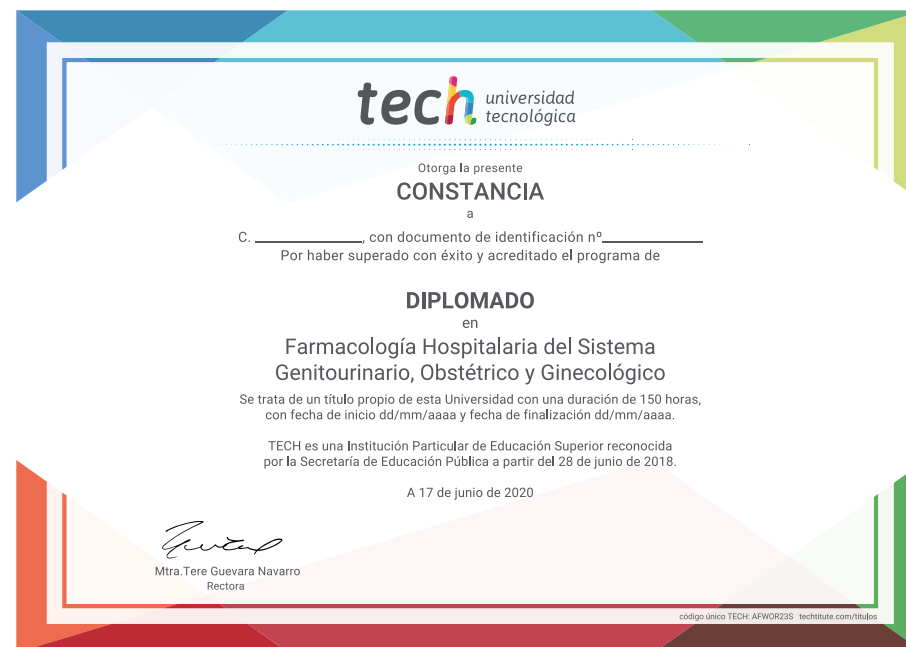 tech universidad
tecnológica
Otorga la presente
CONSTANCIA
a
C. ____________, con documento de identificación nº____________
Por haber superado con éxito y acreditado el programa de
DIPLOMADO
en
Farmacología Hospitalaria del Sistema
Genitourinario, Obstétrico y Ginecológico
Se trata de un título propio de esta Universidad con una duración de 150 horas,
con fecha de inicio dd/mm/aaaa y fecha de finalización dd/mm/aaaa.
TECH es una Institución Particular de Educación Superior reconocida
por la Secretaría de Educación Pública a partir del 28 de junio de 2018.
A 17 de junio de 2020
Mtra.Tere Guevara Navarro
Rectora
código único TECH: AFWOR23S techtitute.com/titulos